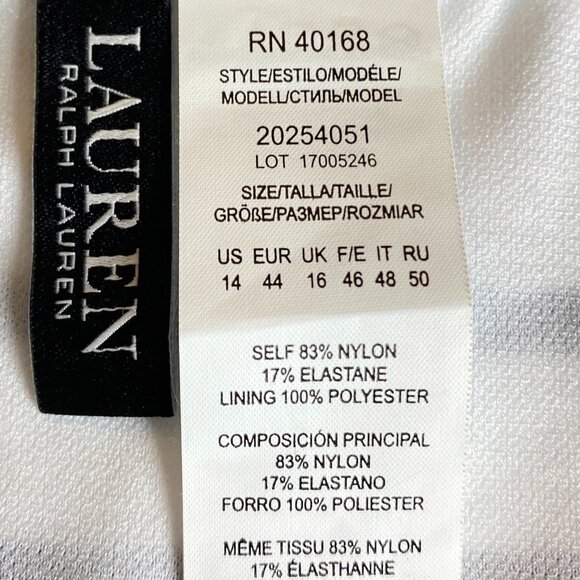 LAUREN
RALPH LAUREN
RN 40168
STYLE/ESTILO/MODÉLE/
MODELL/СТИЛЬ/MODEL
20254051
LOT 17005246
SIZE/TALLA/TAILLE/
GRÖßE/РАЗМЕР/ROZMIAR
US EUR UK F/E IT RU
14 44 16 46 48 50
SELF 83% NYLON
17% ELASTANE
LINING 100% POLYESTER
COMPOSICIÓN PRINCIPAL
83% NYLON
17% ELASTANO
FORRO 100% POLIÉSTER
MÊME TISSU 83% NYLON
17% ÉLASTHANNE